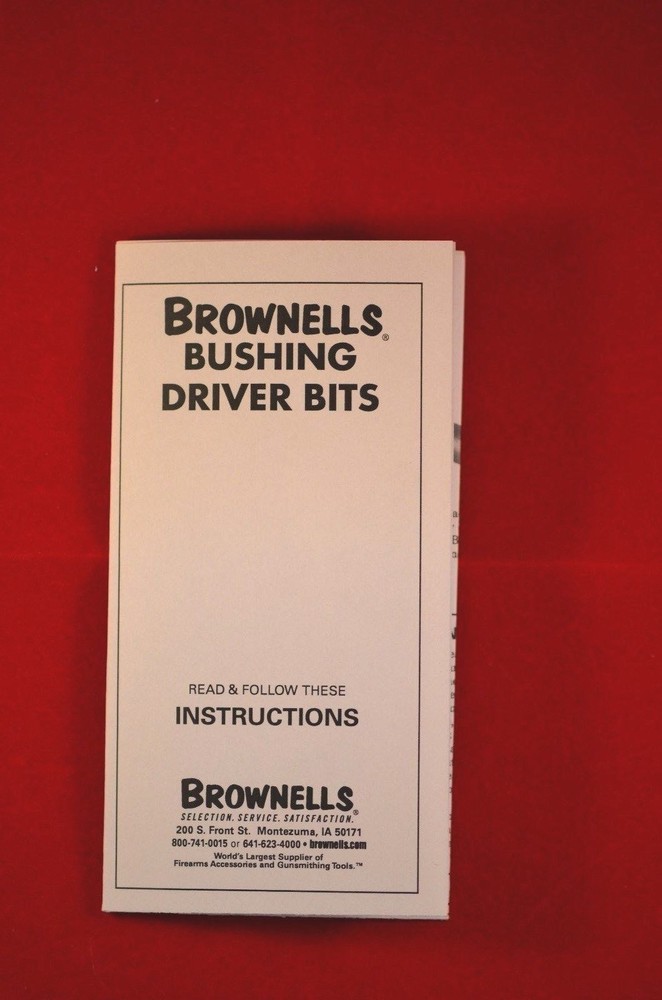 BROWNELLS®
BUSHING
DRIVER BITS
READ & FOLLOW THESE
INSTRUCTIONS
BROWNELLS®
SELECTION. SERVICE. SATISFACTION.
200 S. Front St. Montezuma, IA 50171
800-741-0015 or 641-623-4000 • brownells.com
World's Largest Supplier of
Firearms Accessories and Gunsmithing Tools.™